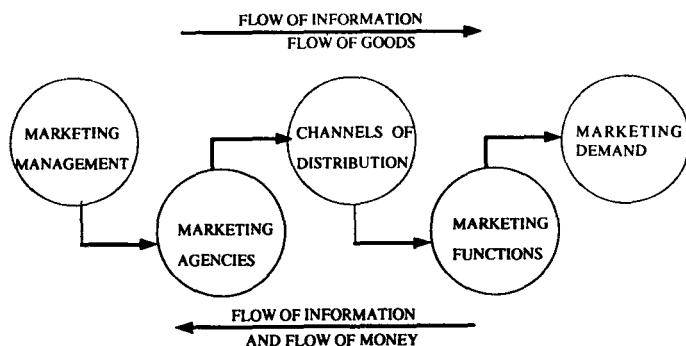 FLOW OF INFORMATION
FLOW OF GOODS
MARKETING
MANAGEMENT
MARKETING
AGENCIES
CHANNELS OF
DISTRIBUTION
MARKETING
FUNCTIONS
MARKETING
DEMAND
FLOW OF INFORMATION
AND FLOW OF MONEY